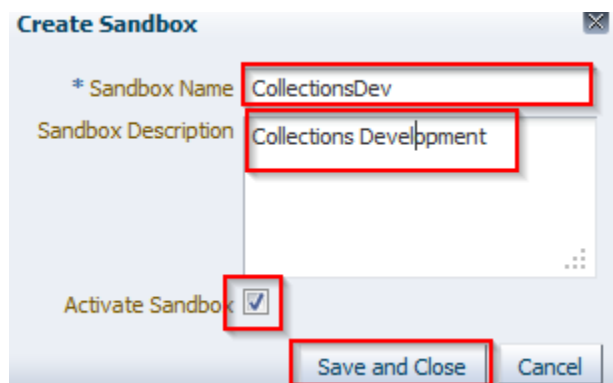 Create Sandbox
* Sandbox Name CollectionsDev
Sandbox Description Collections Development
Activate Sandbox
Save and Close Cancel